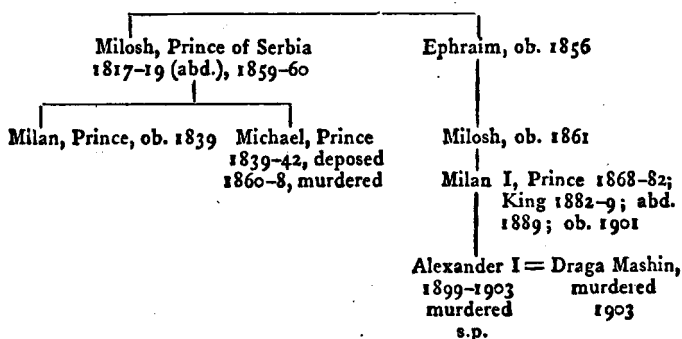 Milosh, Prince of Serbia
1817-19 (abd.), 1859-60
Ephraim, ob. 1856
Milan, Prince, ob. 1839
Michael, Prince
1839-42, deposed
1860-8, murdered
Milosh, ob. 1861
Milan I, Prince 1868-82;
King 1882-9; abd.
1889; ob. 1901
Alexander I = Draga Mashin,
1899-1903 murdered
murdered 1903
s.p.